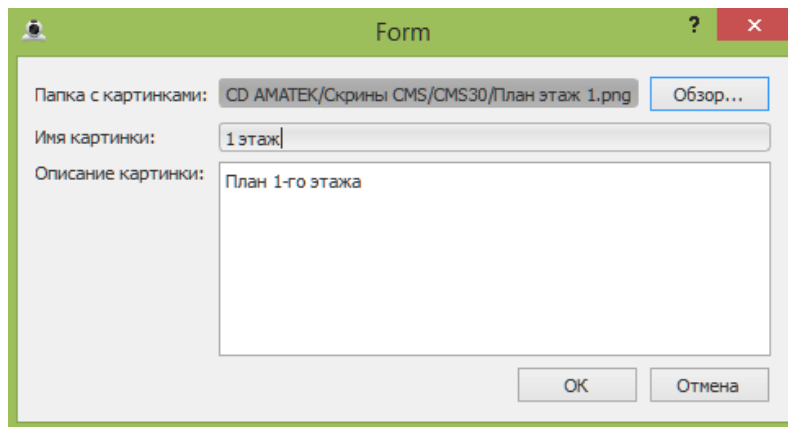 Form
?
Папка с картинками: CD AMATEK/Скрины CMS/CMS30/План этаж 1.png Обзор...
Имя картинки: 1 этаж
Описание картинки: План 1-го этажа
OK Отмена